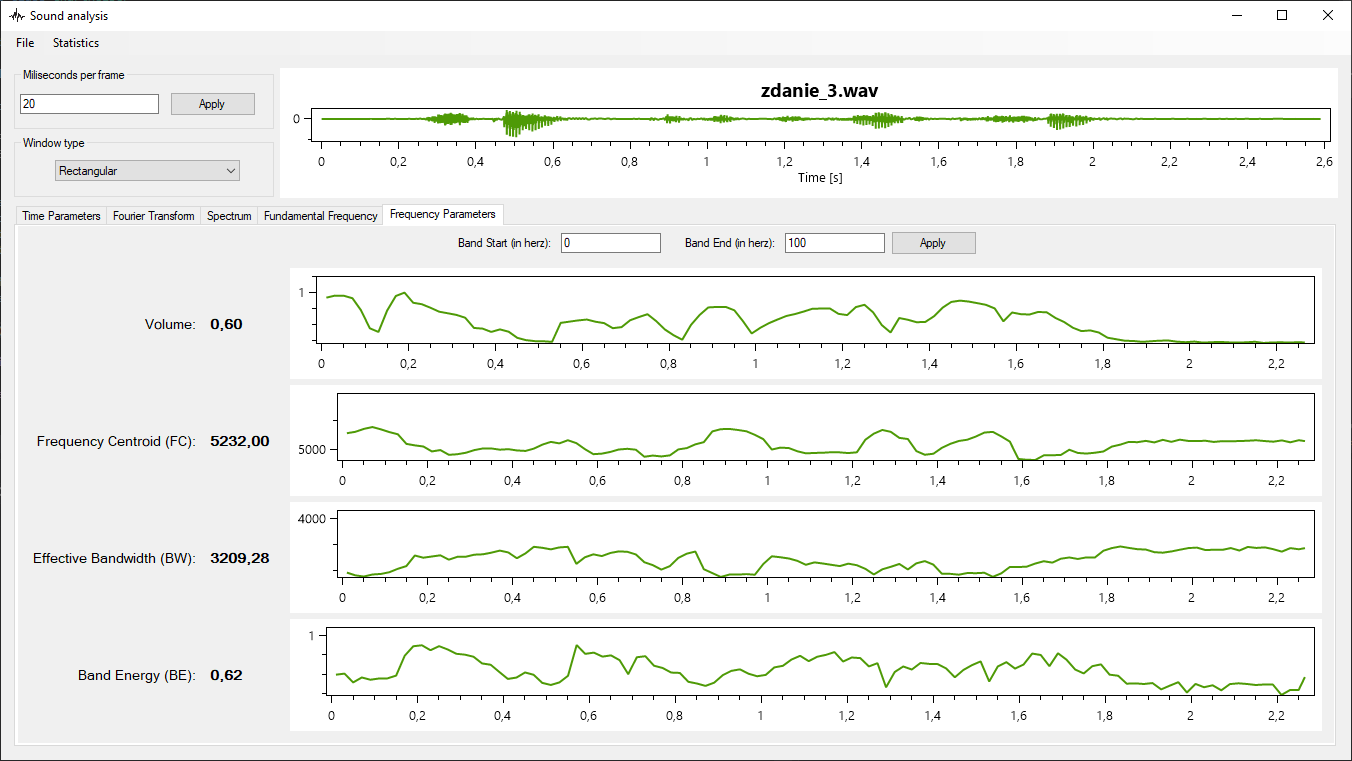 Sound analysis
File Statistics
Miliseconds per frame
20 Apply
Window type
Rectangular
zdanie_3.wav
0
0 0,2 0,4 0,6 0,8 1 1,2 1,4 1,6 1,8 2 2,2 2,4 2,6
Time [s]
Time Parameters Fourier Transform Spectrum Fundamental Frequency Frequency Parameters
Band Start (in herz): 0 Band End (in herz): 100 Apply
Volume: 0,60
1
0 0,2 0,4 0,6 0,8 1 1,2 1,4 1,6 1,8 2 2,2
Frequency Centroid (FC): 5232,00
5000
0 0,2 0,4 0,6 0,8 1 1,2 1,4 1,6 1,8 2 2,2
Effective Bandwidth (BW): 3209,28
4000
0 0,2 0,4 0,6 0,8 1 1,2 1,4 1,6 1,8 2 2,2
Band Energy (BE): 0,62
1
0 0,2 0,4 0,6 0,8 1 1,2 1,4 1,6 1,8 2 2,2